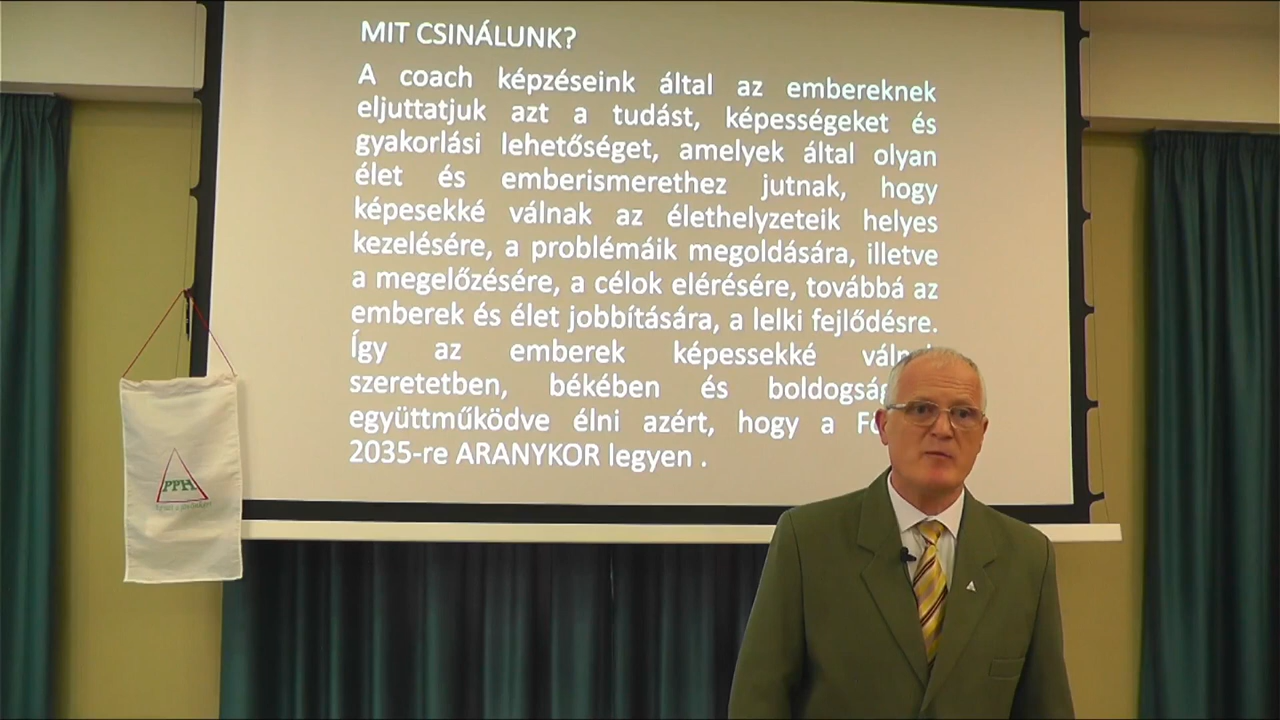 MIT CSINÁLUNK?
A coach képzéseink által az embereknek
eljuttatjuk azt a tudást, képességeket és
gyakorlási lehetőséget, amelyek által olyan
élet és emberismerethez jutnak, hogy
képesekké válnak az élethelyzeteik helyes
kezelésére, a problémáik megoldására, illetve
a megelőzésére, a célok elérésére, továbbá az
emberek és élet jobbítására, a lelki fejlődésre.
Így az emberek képessekké
szeretetben, békében és
együttműködve élni azért, hogy a
2035-re ARANYKOR legyen .
PPH